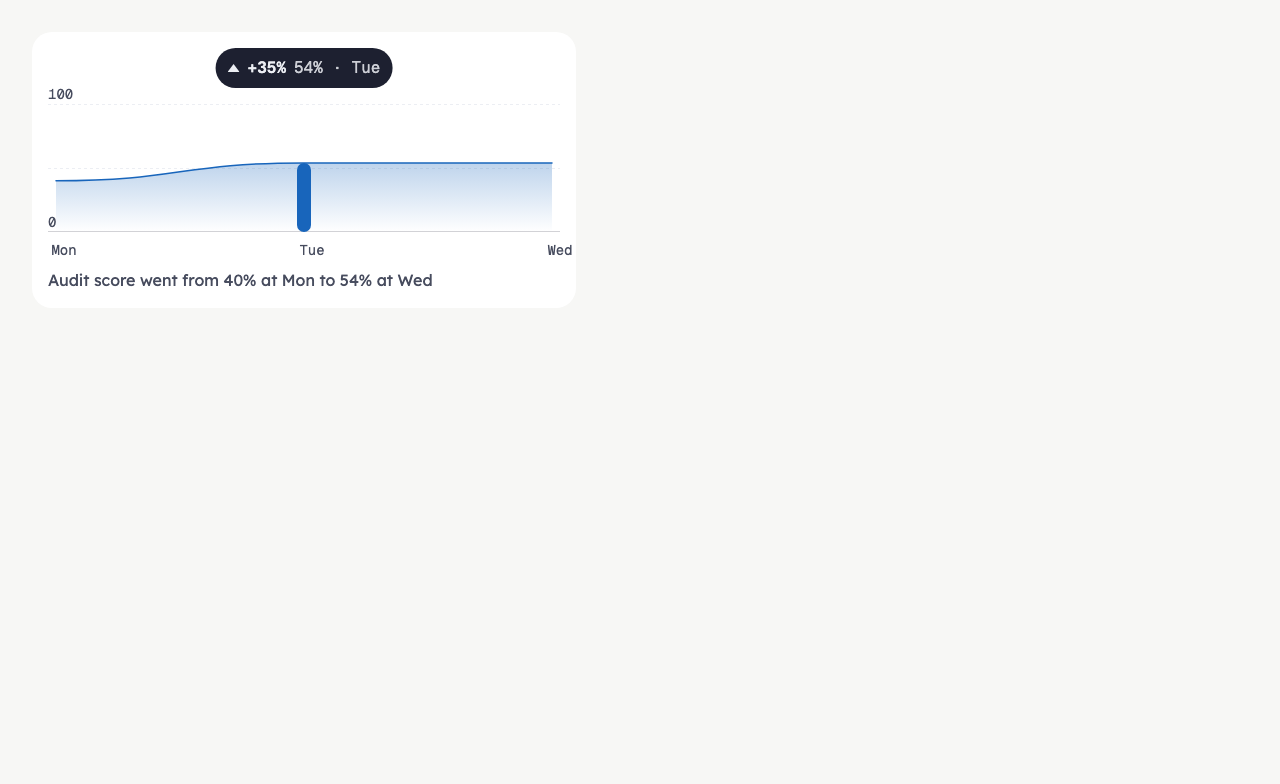 +35% 54% · Tue
100
0
Mon Tue Wed
Audit score went from 40% at Mon to 54% at Wed